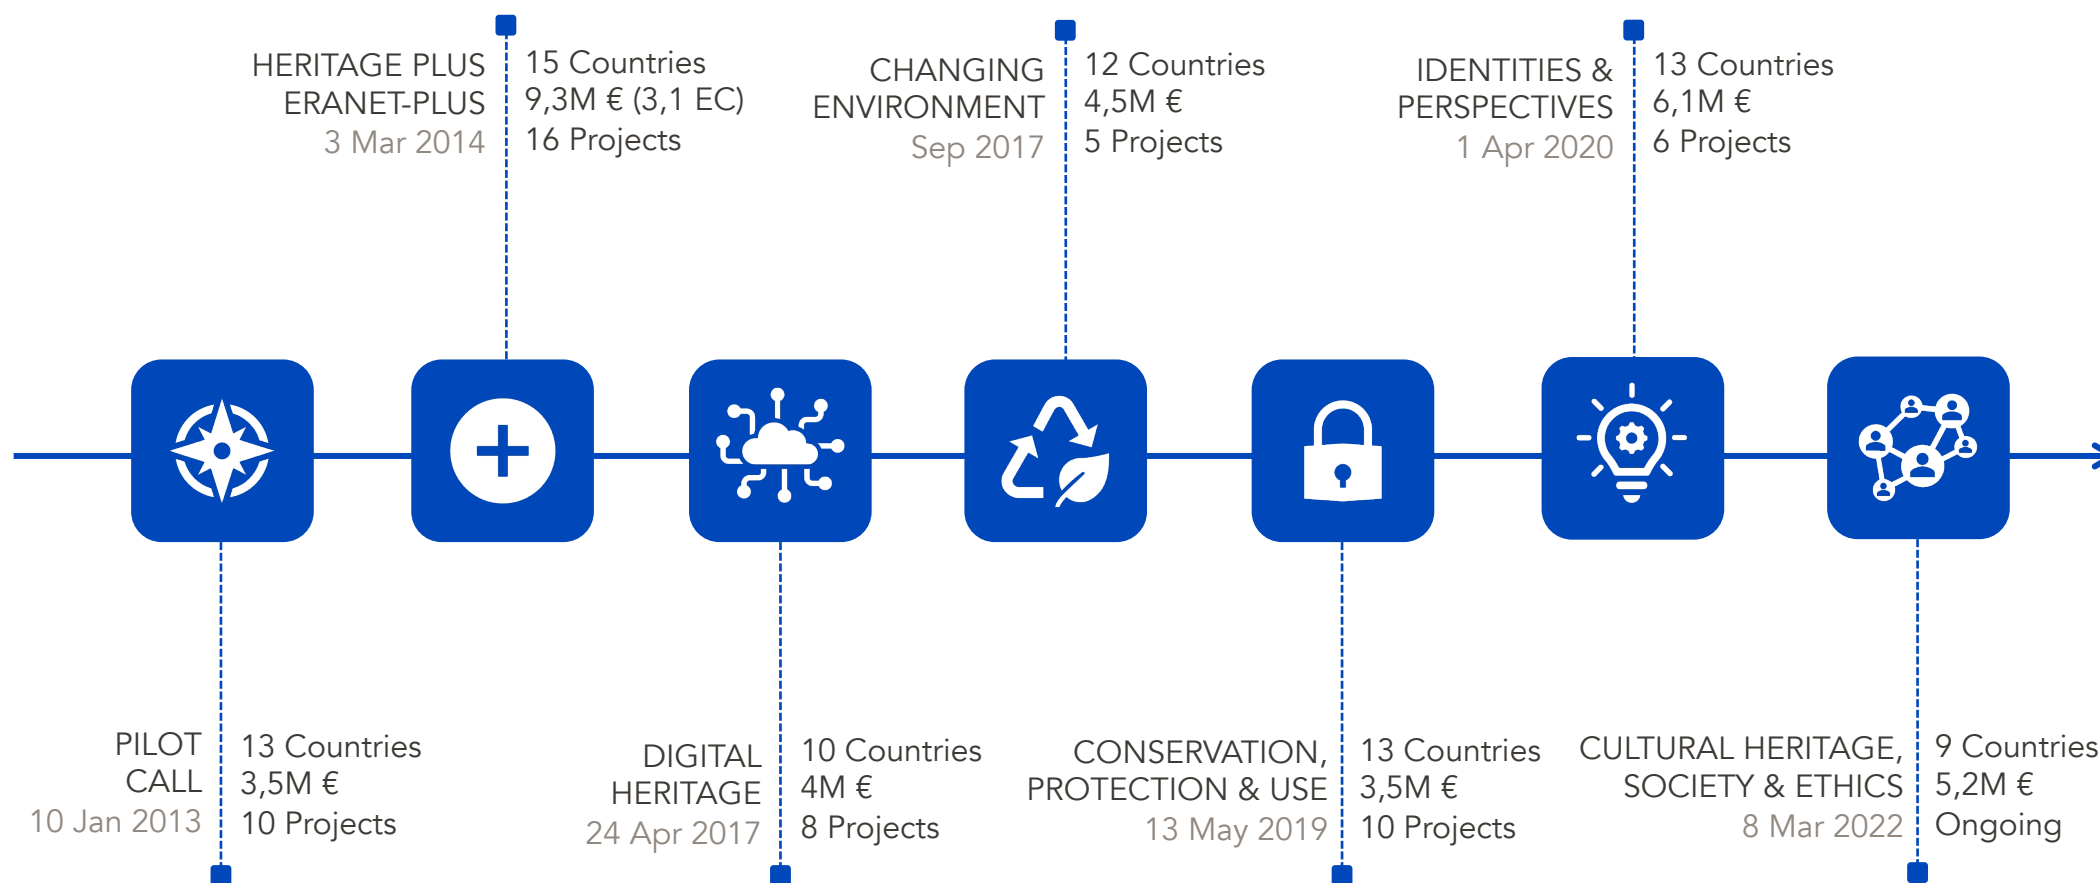 HERITAGE PLUS
ERANET-PLUS
3 Mar 2014
15 Countries
9,3M € (3,1 EC)
16 Projects
CHANGING
ENVIRONMENT
Sep 2017
12 Countries
4,5M €
5 Projects
IDENTITIES &
PERSPECTIVES
1 Apr 2020
13 Countries
6,1M €
6 Projects
PILOT
CALL
10 Jan 2013
13 Countries
3,5M €
10 Projects
DIGITAL
HERITAGE
24 Apr 2017
10 Countries
4M €
8 Projects
CONSERVATION,
PROTECTION & USE
13 May 2019
13 Countries
3,5M €
10 Projects
CULTURAL HERITAGE,
SOCIETY & ETHICS
8 Mar 2022
9 Countries
5,2M €
Ongoing